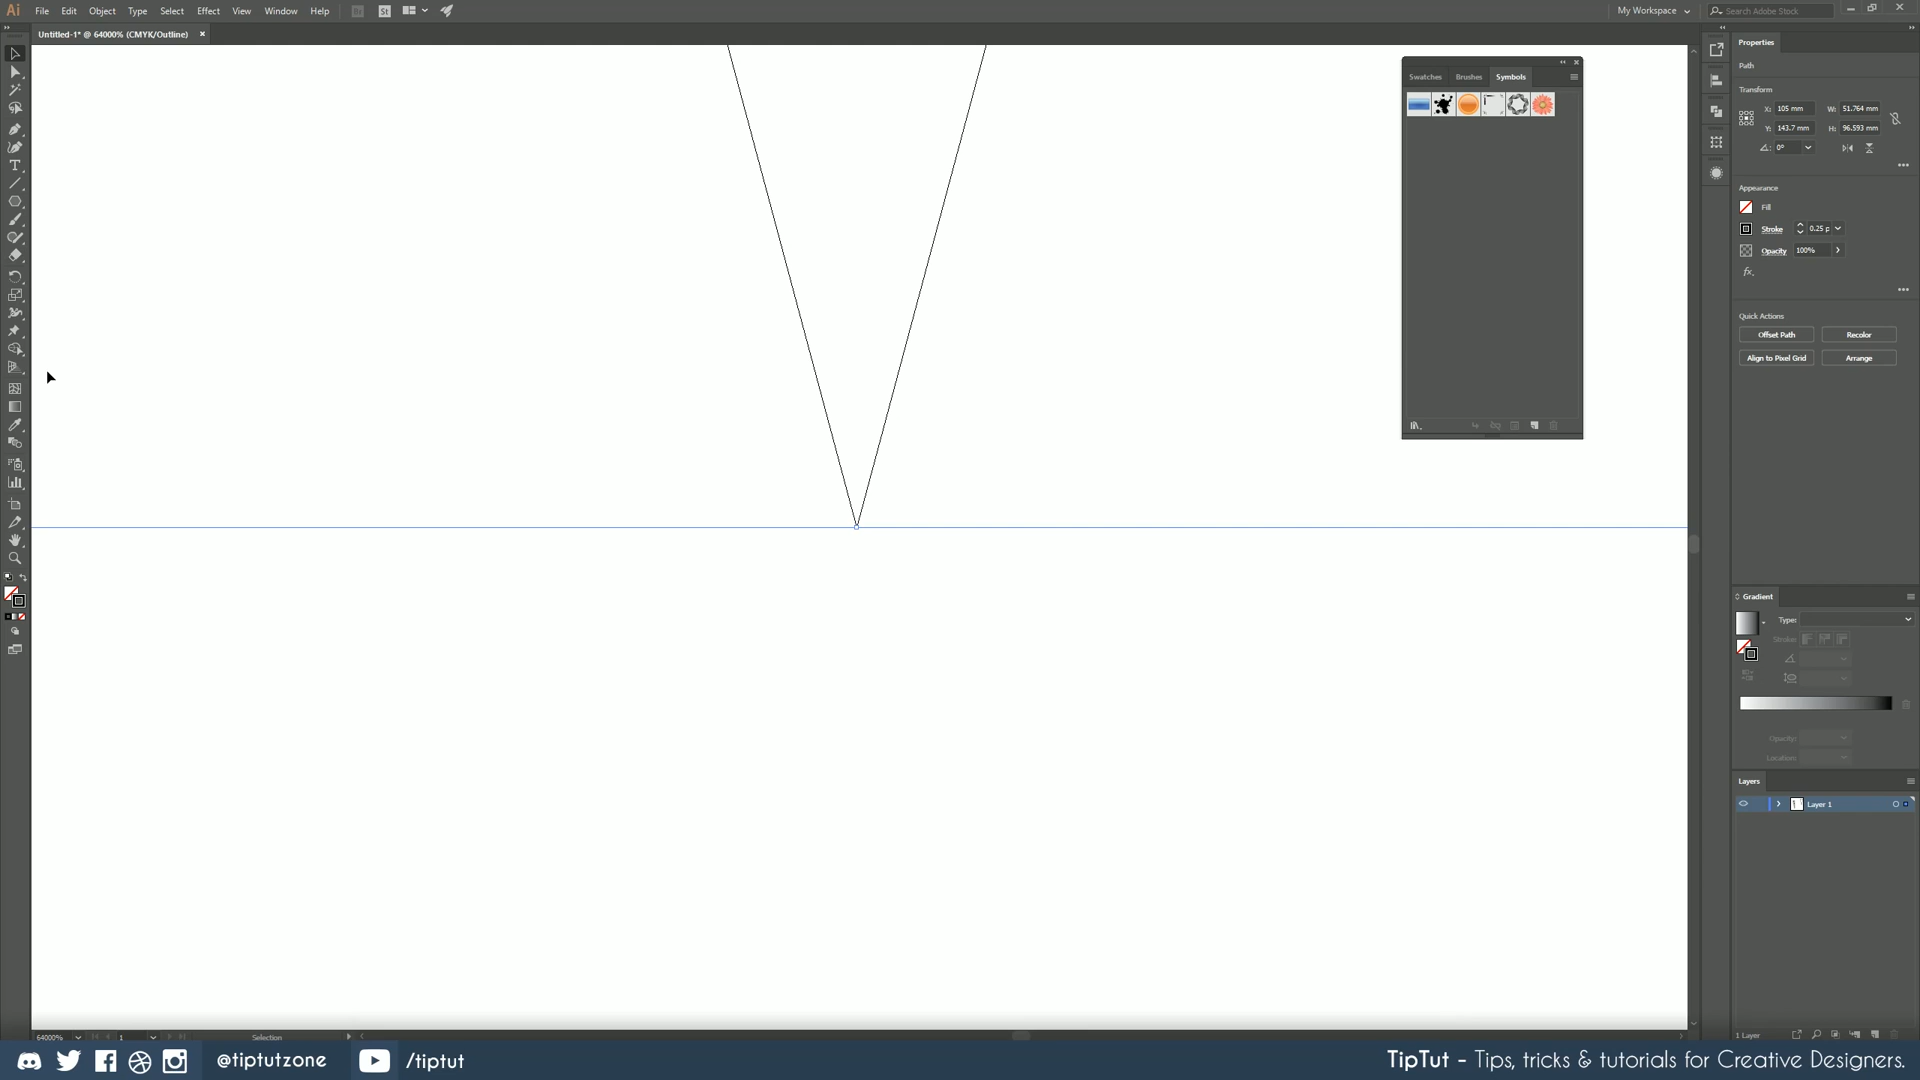 Ai File Edit Object Type Select Effect View Window Help Br St My Workspace Search Adobe Stock
Untitled-1* @ 64000% (CMYK/Outline)
Properties
Path
Transform
X: 105 mm W: 51.764 mm
Y: 143.7 mm H: 96.593 mm
0°
Swatches Brushes Symbols
Appearance
Fill
Stroke 0.25 p
Opacity 100%
fx
Quick Actions
Offset Path Recolor
Align to Pixel Grid Arrange
Gradient
Type:
Stroke:
Opacity:
Location:
Layers
Layer 1
1 Layer
64000% 1 Selection
@tiptutzone /tiptut TipTut - Tips, tricks & tutorials for Creative Designers.